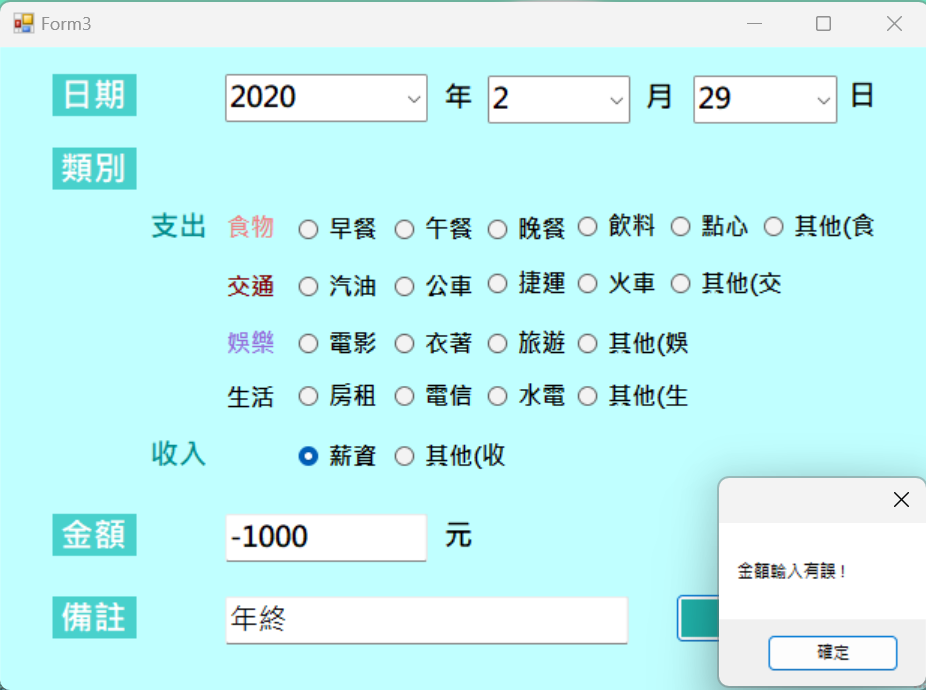 Form3
日期 2020 年 2 月 29 日
類別
支出 食物 早餐 午餐 晚餐 飲料 點心 其他(食
交通 汽油 公車 捷運 火車 其他(交
娛樂 電影 衣著 旅遊 其他(娛
生活 房租 電信 水電 其他(生
收入 薪資 其他(收
金額 -1000 元
金額輸入有誤！
備註 年終
確定